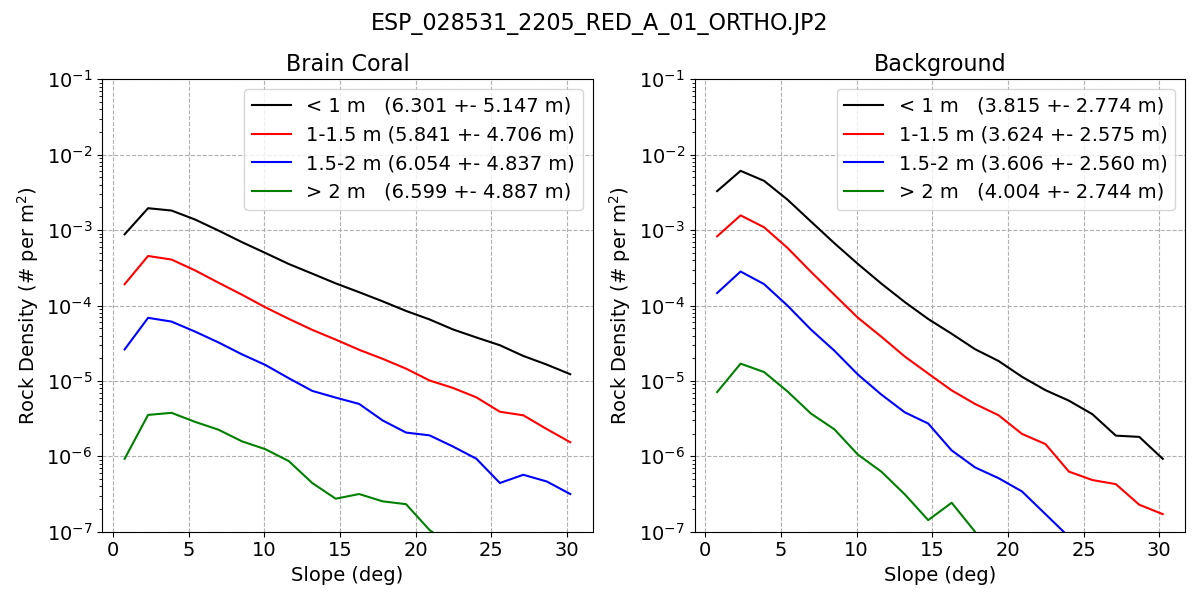 ESP_028531_2205_RED_A_01_ORTHO.JP2
Brain Coral
< 1 m (6.301 +- 5.147 m)
1-1.5 m (5.841 +- 4.706 m)
1.5-2 m (6.054 +- 4.837 m)
> 2 m (6.599 +- 4.887 m)
10⁻¹
10⁻²
10⁻³
10⁻⁴
10⁻⁵
10⁻⁶
10⁻⁷
Rock Density (# per m²)
0 5 10 15 20 25 30
Slope (deg)
Background
< 1 m (3.815 +- 2.774 m)
1-1.5 m (3.624 +- 2.575 m)
1.5-2 m (3.606 +- 2.560 m)
> 2 m (4.004 +- 2.744 m)
10⁻¹
10⁻²
10⁻³
10⁻⁴
10⁻⁵
10⁻⁶
10⁻⁷
Rock Density (# per m²)
0 5 10 15 20 25 30
Slope (deg)